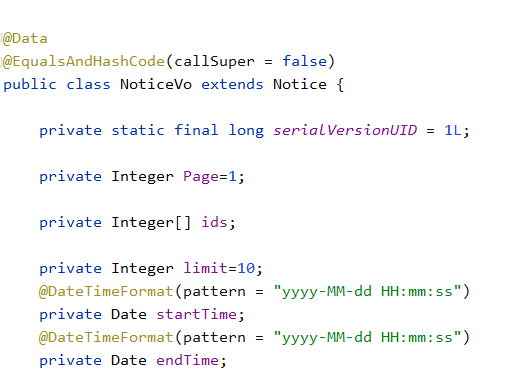 @Data
@EqualsAndHashCode(callSuper = false)
public class NoticeVo extends Notice {
private static final long serialVersionUID = 1L;
private Integer Page=1;
private Integer[] ids;
private Integer limit=10;
@DateTimeFormat(pattern = "yyyy-MM-dd HH:mm:ss")
private Date startTime;
@DateTimeFormat(pattern = "yyyy-MM-dd HH:mm:ss")
private Date endTime;